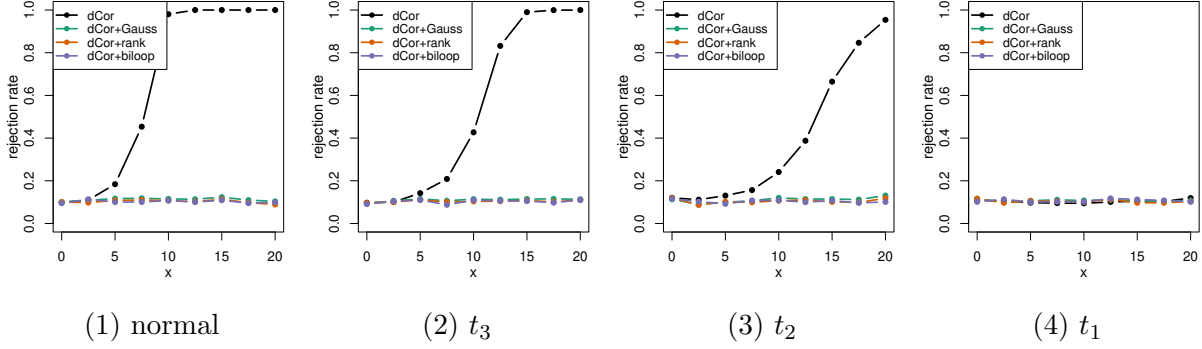 rejection rate
0.0 0.2 0.4 0.6 0.8 1.0
dCor
dCor+Gauss
dCor+rank
dCor+biloop
0 5 10 15 20
x
(1) normal
rejection rate
0.0 0.2 0.4 0.6 0.8 1.0
dCor
dCor+Gauss
dCor+rank
dCor+biloop
0 5 10 15 20
x
(2) t₃
rejection rate
0.0 0.2 0.4 0.6 0.8 1.0
dCor
dCor+Gauss
dCor+rank
dCor+biloop
0 5 10 15 20
x
(3) t₂
rejection rate
0.0 0.2 0.4 0.6 0.8 1.0
dCor
dCor+Gauss
dCor+rank
dCor+biloop
0 5 10 15 20
x
(4) t₁